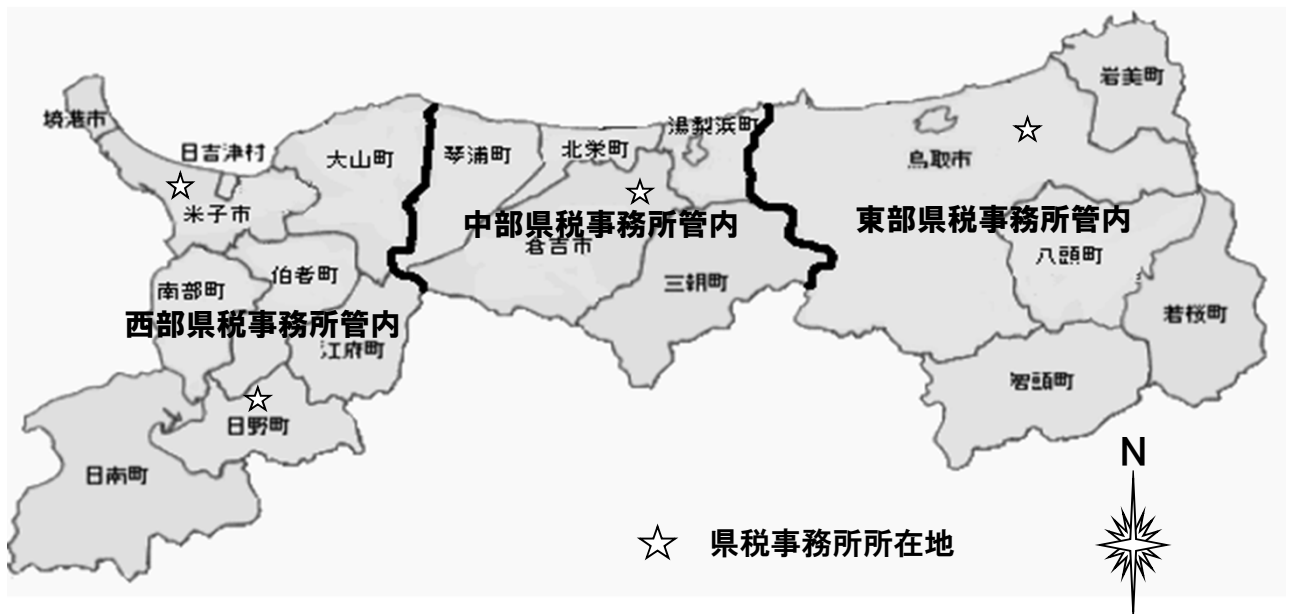 岩美町
境港市
湯梨浜町
日吉津村
大山町
琴浦町
北栄町
鳥取市
米子市
中部県税事務所管内
東部県税事務所管内
倉吉市
八頭町
伯耆町
三朝町
南部町
若桜町
西部県税事務所管内
江府町
智頭町
日野町
日南町
N
県税事務所所在地